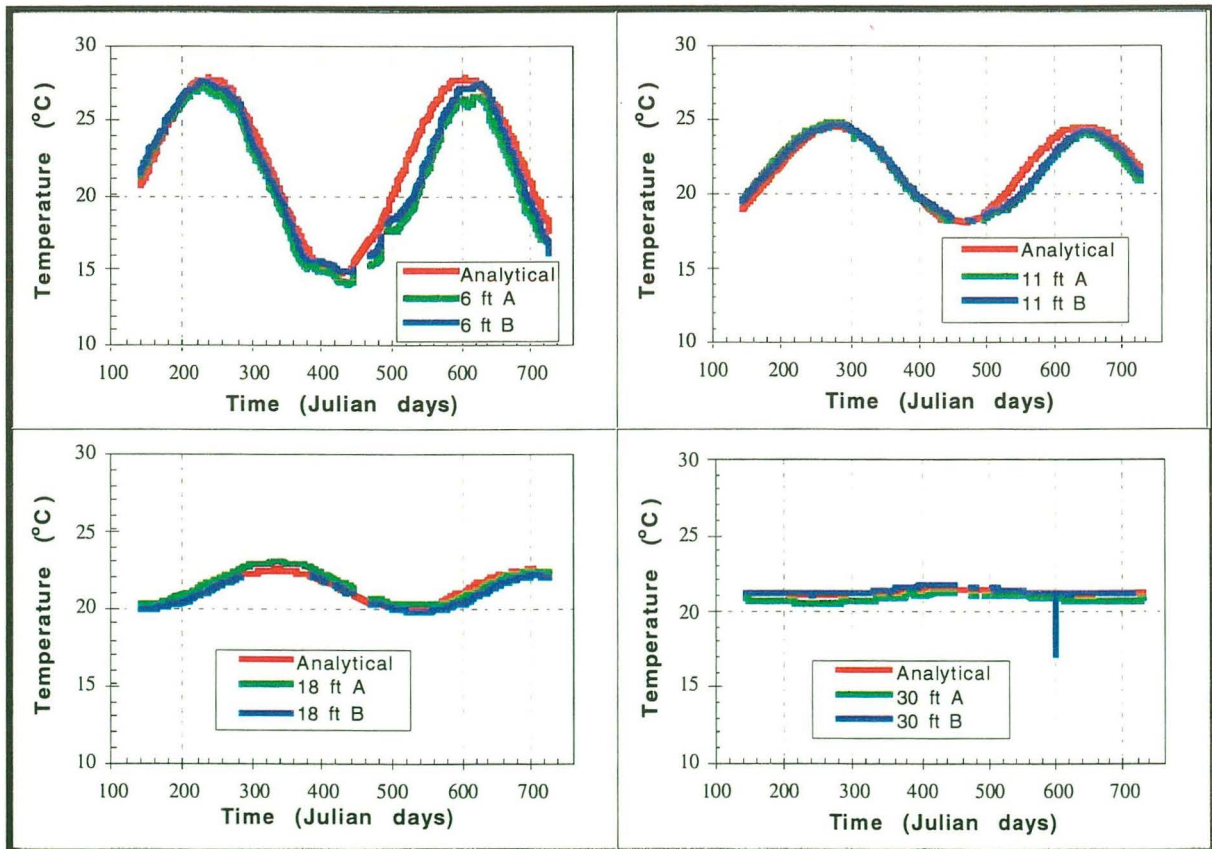 30
25
20
15
10
Temperature (°C)
100 200 300 400 500 600 700
Time (Julian days)
Analytical
6 ft A
6 ft B
30
25
20
15
10
Temperature (°C)
100 200 300 400 500 600 700
Time (Julian days)
Analytical
11 ft A
11 ft B
30
25
20
15
10
Temperature (°C)
100 200 300 400 500 600 700
Time (Julian days)
Analytical
18 ft A
18 ft B
30
25
20
15
10
Temperature (°C)
100 200 300 400 500 600 700
Time (Julian days)
Analytical
30 ft A
30 ft B